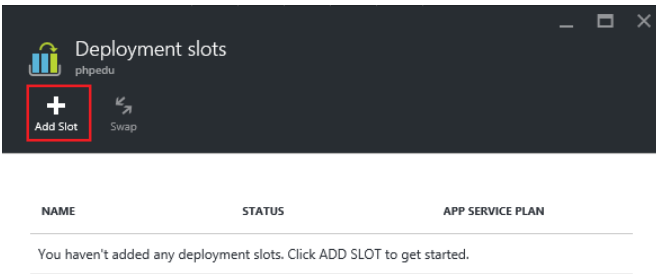 Deployment slots
phpedu
Add Slot Swap
NAME STATUS APP SERVICE PLAN
You haven't added any deployment slots. Click ADD SLOT to get started.